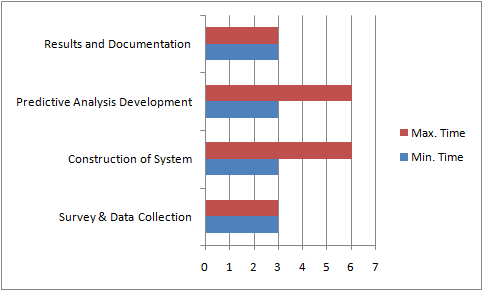 Results and Documentation
Predictive Analysis Development
Construction of System
Survey & Data Collection
Max. Time
Min. Time
0 1 2 3 4 5 6 7